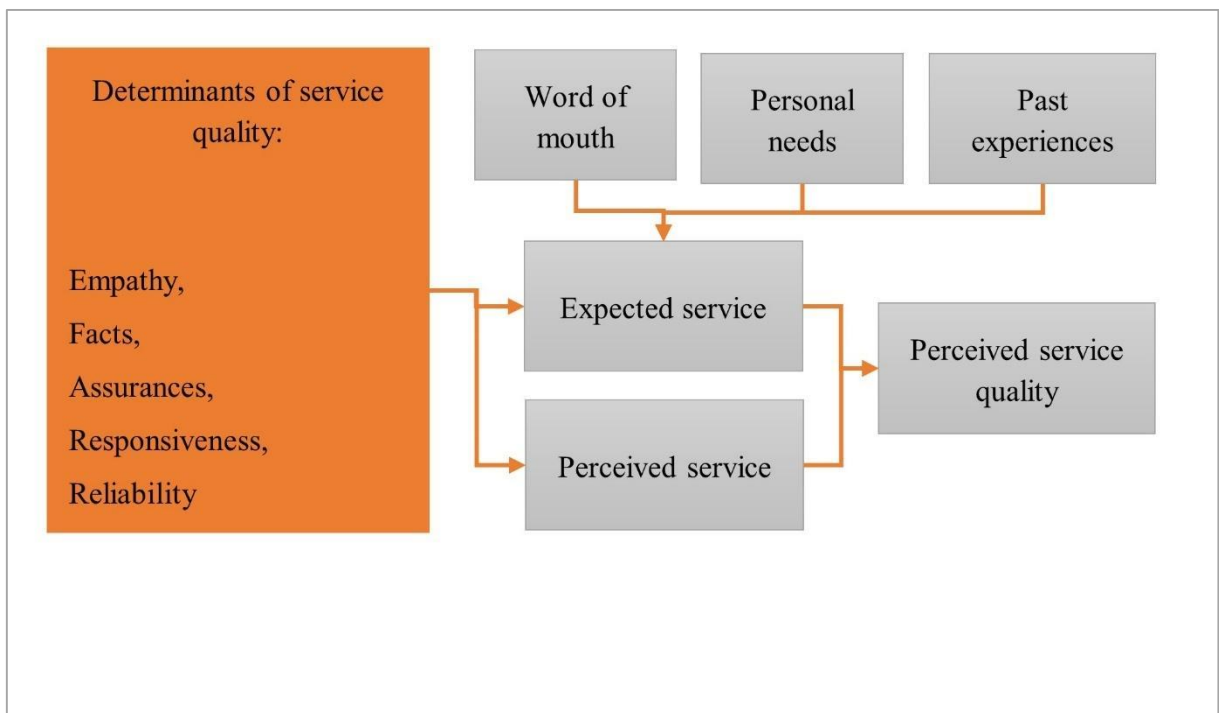 Determinants of service
quality:
Empathy,
Facts,
Assurances,
Responsiveness,
Reliability
Word of
mouth
Personal
needs
Past
experiences
Expected service
Perceived service
Perceived service
quality